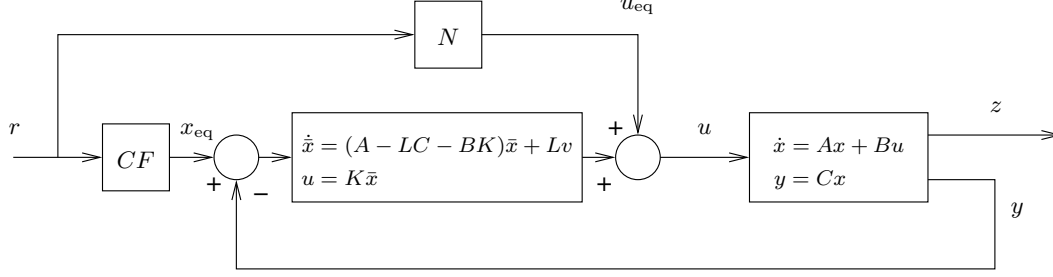 u_eq
N
r
x_eq
CF
+
−
ẋ̄ = (A − LC − BK)x̄ + Lv
u = Kx̄
+
+
u
ẋ = Ax + Bu
y = Cx
z
y